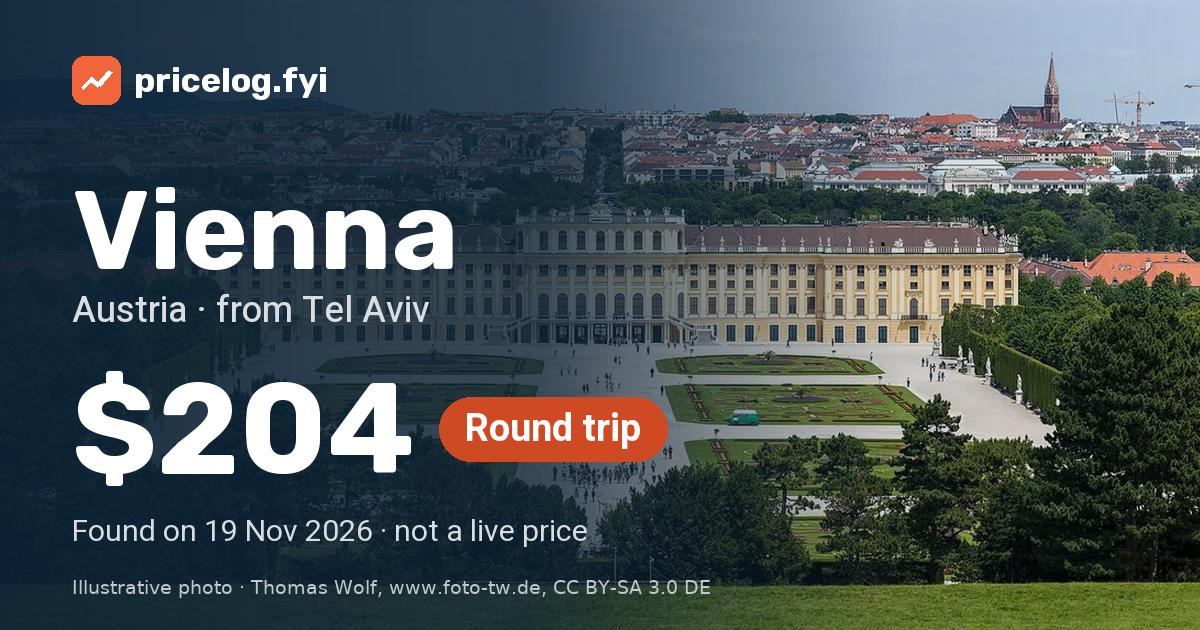 pricelog.fyi
Vienna
Austria · from Tel Aviv
$204 Round trip
Found on 19 Nov 2026 · not a live price
Illustrative photo · Thomas Wolf, www.foto-tw.de, CC BY-SA 3.0 DE